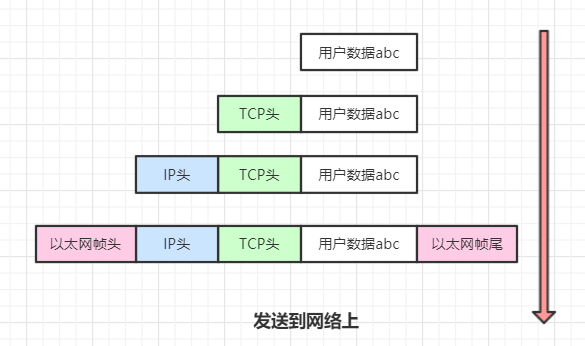 用户数据abc
TCP头 用户数据abc
IP头 TCP头 用户数据abc
以太网帧头 IP头 TCP头 用户数据abc 以太网帧尾
发送到网络上